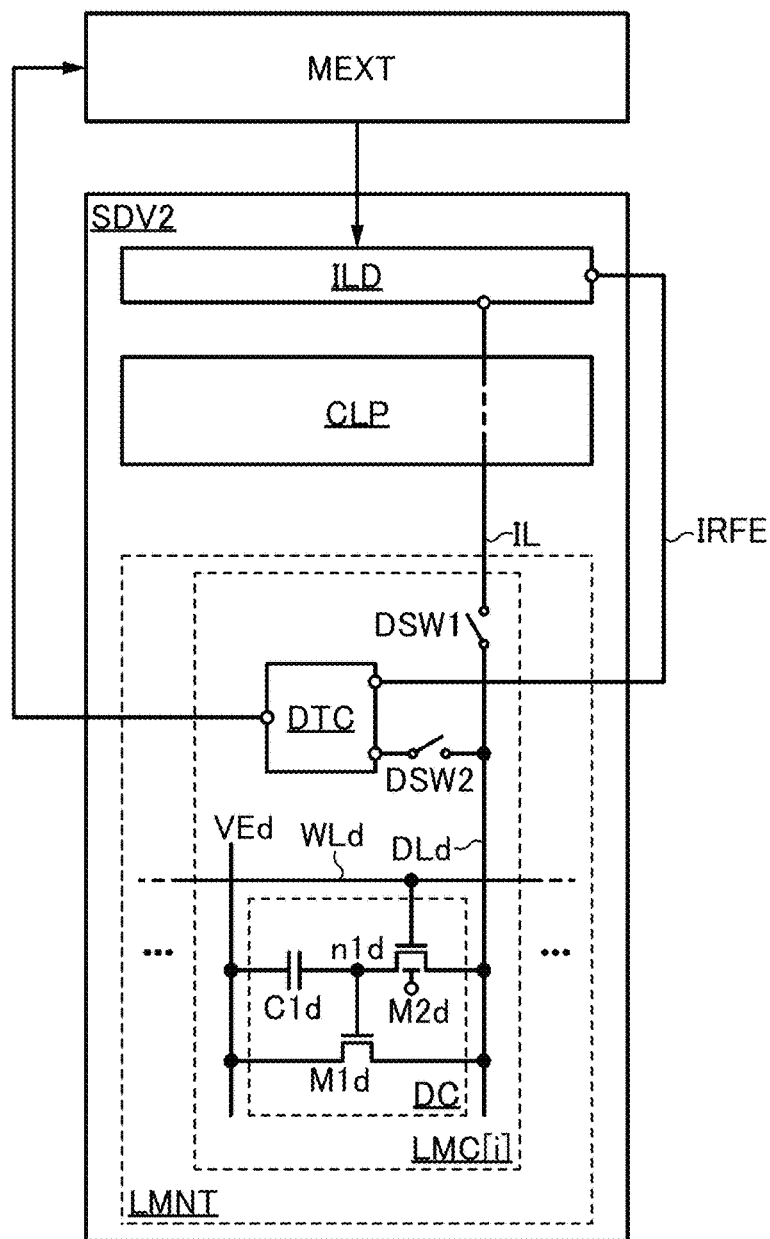 MEXT
SDV2
ILD
CLP
IL
IRFE
DSW1
DTC
DSW2
VEd
WLd
DLd
...
...
n1d
C1d
M2d
M1d
DC
LMC[i]
LMNT